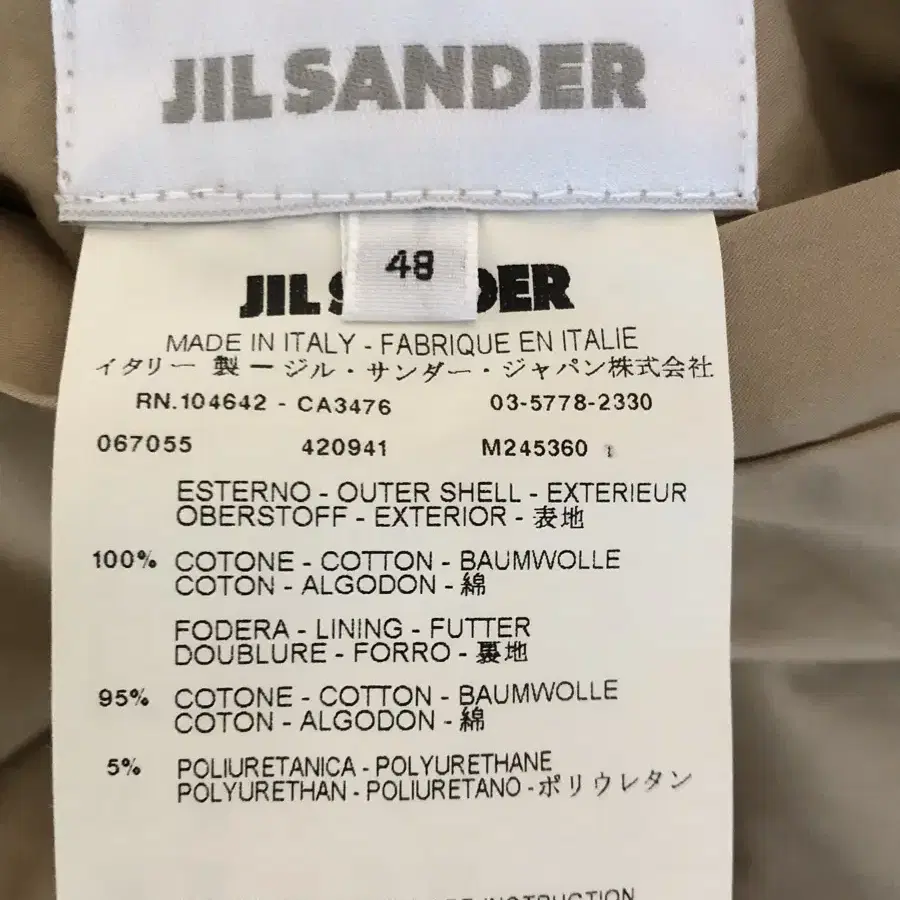 JIL SANDER
48
JIL S DER
MADE IN ITALY - FABRIQUE EN ITALIE
イタリー 製 ー ジル・サンダー・ジャパン株式会社
RN.104642 - CA3476 03-5778-2330
067055 420941 M245360
ESTERNO - OUTER SHELL - EXTERIEUR
OBERSTOFF - EXTERIOR - 表地
100% COTONE - COTTON - BAUMWOLLE
COTON - ALGODON - 綿
FODERA - LINING - FUTTER
DOUBLURE - FORRO - 裏地
95% COTONE - COTTON - BAUMWOLLE
COTON - ALGODON - 綿
5% POLIURETANICA - POLYURETHANE
POLYURETHAN - POLIURETANO - ポリウレタン
INSTRUCTION